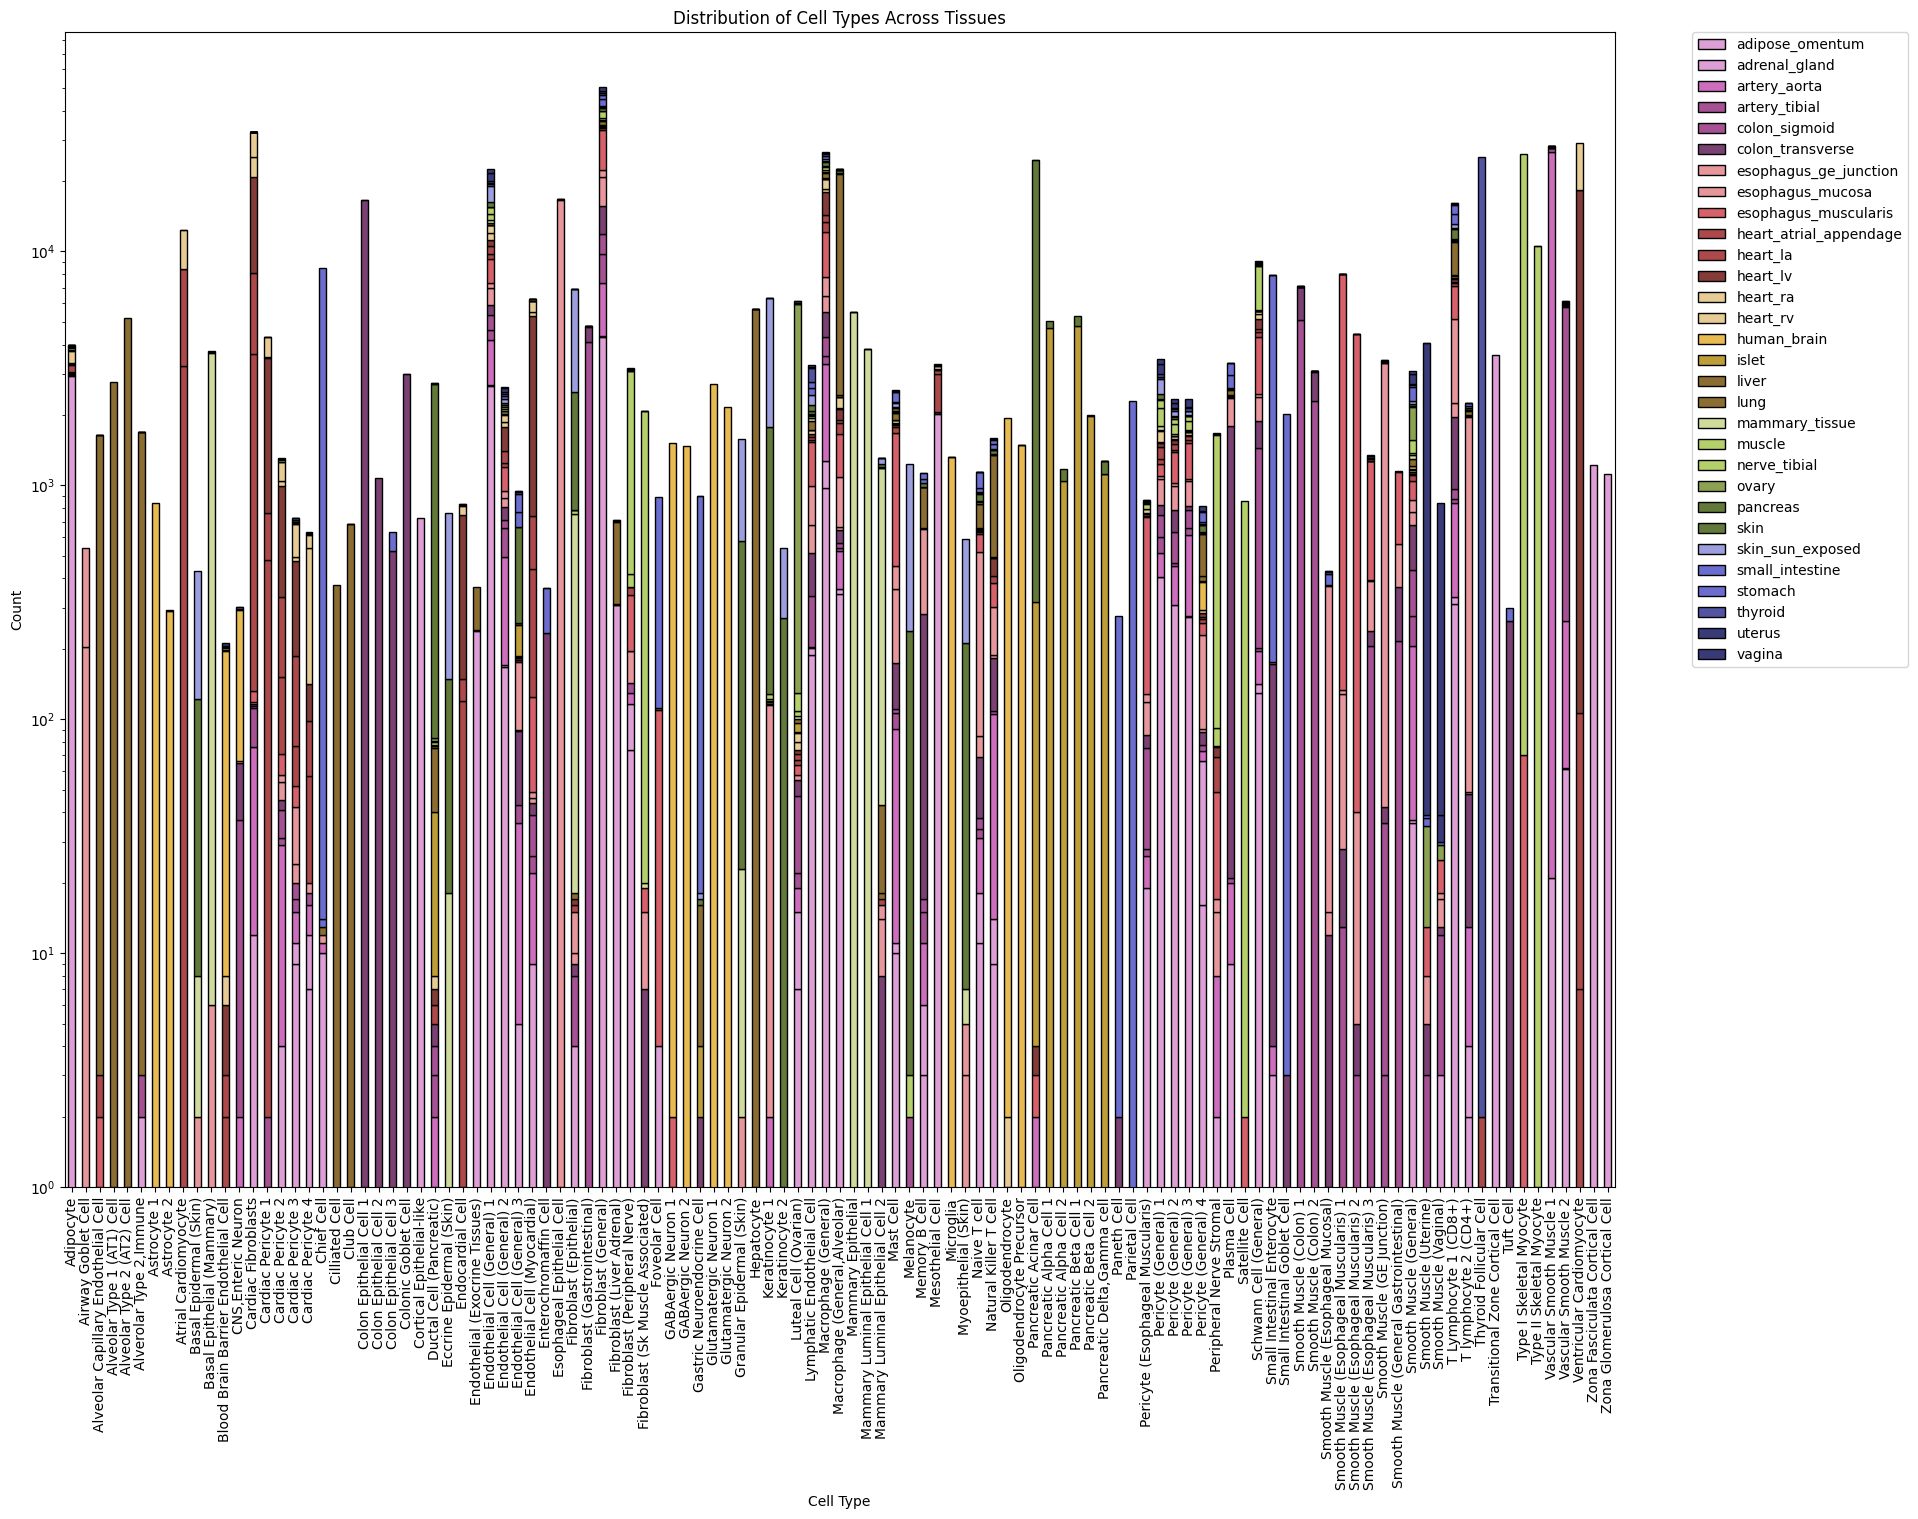 Distribution of Cell Types Across Tissues
adipose_omentum
adrenal_gland
artery_aorta
artery_tibial
colon_sigmoid
colon_transverse
esophagus_ge_junction
esophagus_mucosa
esophagus_muscularis
heart_atrial_appendage
heart_la
heart_lv
heart_ra
heart_rv
human_brain
islet
liver
lung
mammary_tissue
muscle
nerve_tibial
ovary
pancreas
skin
skin_sun_exposed
small_intestine
stomach
thyroid
uterus
vagina
Count
10^4
10^3
10^2
10^1
10^0
Adipocyte
Airway Goblet Cell
Alveolar Capillary Endothelial Cell
Alveolar Type 1 (AT1) Cell
Alveolar Type 2 (AT2) Cell
Alverolar Type 2,Immune
Astrocyte 1
Astrocyte 2
Atrial Cardiomyocyte
Basal Epidermal (Skin)
Basal Epithelial (Mammary)
Blood Brain Barrier Endothelial Cell
CNS,Enteric Neuron
Cardiac Fibroblasts
Cardiac Pericyte 1
Cardiac Pericyte 2
Cardiac Pericyte 3
Cardiac Pericyte 4
Chief Cell
Cilliated Cell
Club Cell
Colon Epithelial Cell 1
Colon Epithelial Cell 2
Colon Epithelial Cell 3
Colonic Goblet Cell
Cortical Epithelial-like
Ductal Cell (Pancreatic)
Eccrine Epidermal (Skin)
Endocardial Cell
Endothelial (Exocrine Tissues)
Endothelial Cell (General) 1
Endothelial Cell (General) 2
Endothelial Cell (General) 3
Endothelial Cell (Myocardial)
Enterochromaffin Cell
Esophageal Epithelial Cell
Fibroblast (Epithelial)
Fibroblast (Gastrointestinal)
Fibroblast (General)
Fibroblast (Liver Adrenal)
Fibroblast (Peripheral Nerve)
Fibroblast (Sk Muscle Associated)
Foveolar Cell
GABAergic Neuron 1
GABAergic Neuron 2
Gastric Neuroendocrine Cell
Glutamatergic Neuron 1
Glutamatergic Neuron 2
Granular Epidermal (Skin)
Hepatocyte
Keratinocyte 1
Keratinocyte 2
Luteal Cell (Ovarian)
Lymphatic Endothelial Cell
Macrophage (General)
Macrophage (General,Alveolar)
Mammary Epithelial
Mammary Luminal Epithelial Cell 1
Mammary Luminal Epithelial Cell 2
Mast Cell
Melanocyte
Memory B Cell
Mesothelial Cell
Microglia
Myoepithelial (Skin)
Naive T cell
Natural Killer T Cell
Oligodendrocyte
Oligodendrocyte Precursor
Pancreatic Acinar Cell
Pancreatic Alpha Cell 1
Pancreatic Alpha Cell 2
Pancreatic Beta Cell 1
Pancreatic Beta Cell 2
Pancreatic Delta,Gamma cell
Paneth Cell
Parietal Cell
Pericyte (Esophageal Muscularis)
Pericyte (General) 1
Pericyte (General) 2
Pericyte (General) 3
Pericyte (General) 4
Peripheral Nerve Stromal
Plasma Cell
Satellite Cell
Schwann Cell (General)
Small Intestinal Enterocyte
Small Intestinal Goblet Cell
Smooth Muscle (Colon) 1
Smooth Muscle (Colon) 2
Smooth Muscle (Esophageal Mucosal)
Smooth Muscle (Esophageal Muscularis) 1
Smooth Muscle (Esophageal Muscularis) 2
Smooth Muscle (Esophageal Muscularis) 3
Smooth Muscle (GE Junction)
Smooth Muscle (General Gastrointestinal)
Smooth Muscle (General)
Smooth Muscle (Uterine)
Smooth Muscle (Vaginal)
T Lymphocyte 1 (CD8+)
T lymphocyte 2 (CD4+)
Thyroid Follicular Cell
Transitional Zone Cortical Cell
Tuft Cell
Type I Skeletal Myocyte
Type II Skeletal Myocyte
Vascular Smooth Muscle 1
Vascular Smooth Muscle 2
Ventricular Cardiomyocyte
Zona Fasciculata Cortical Cell
Zona Glomerulosa Cortical Cell
Cell Type